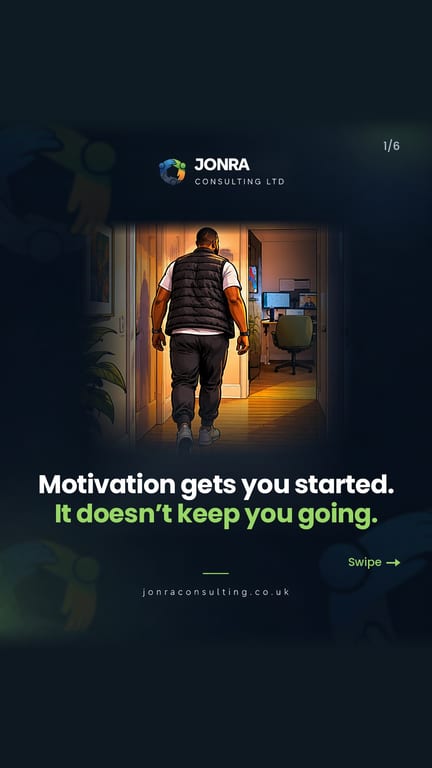 1/6
JONRA
CONSULTING LTD
Motivation gets you started.
It doesn't keep you going.
Swipe →
jonraconsulting.co.uk